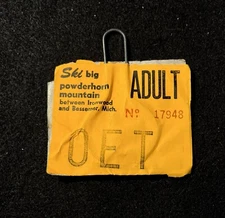 Ski big
powderhorn
mountain
between Ironwood
and Bessemer, Mich.
ADULT
No. 17948
OET